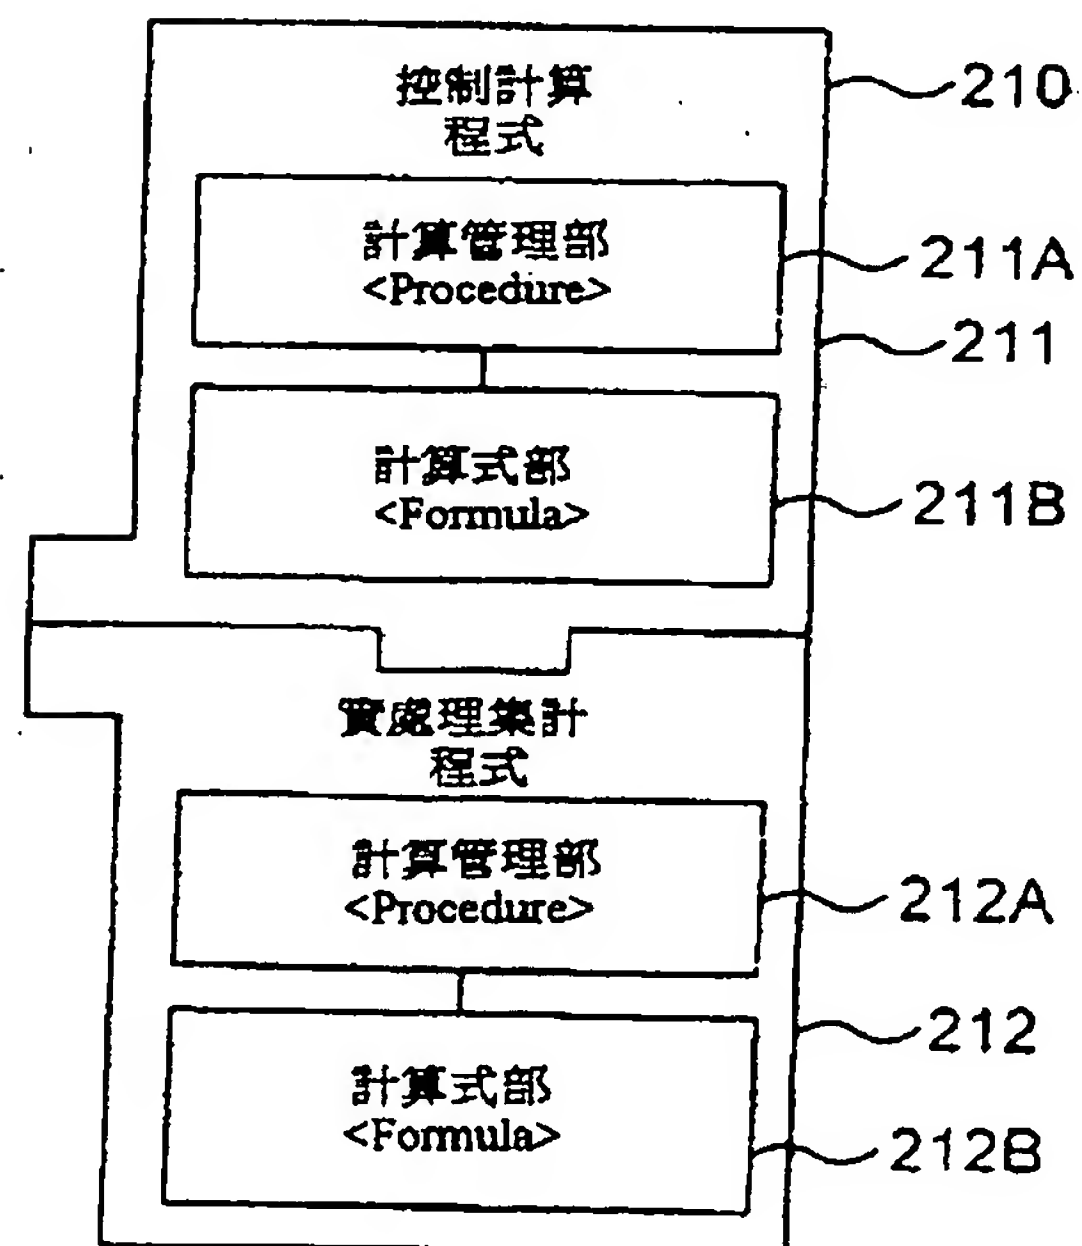 控制計算
程式
210
計算管理部
<Procedure>
211A
211
計算式部
<Formula>
211B
實處理集計
程式
計算管理部
<Procedure>
212A
212
計算式部
<Formula>
212B